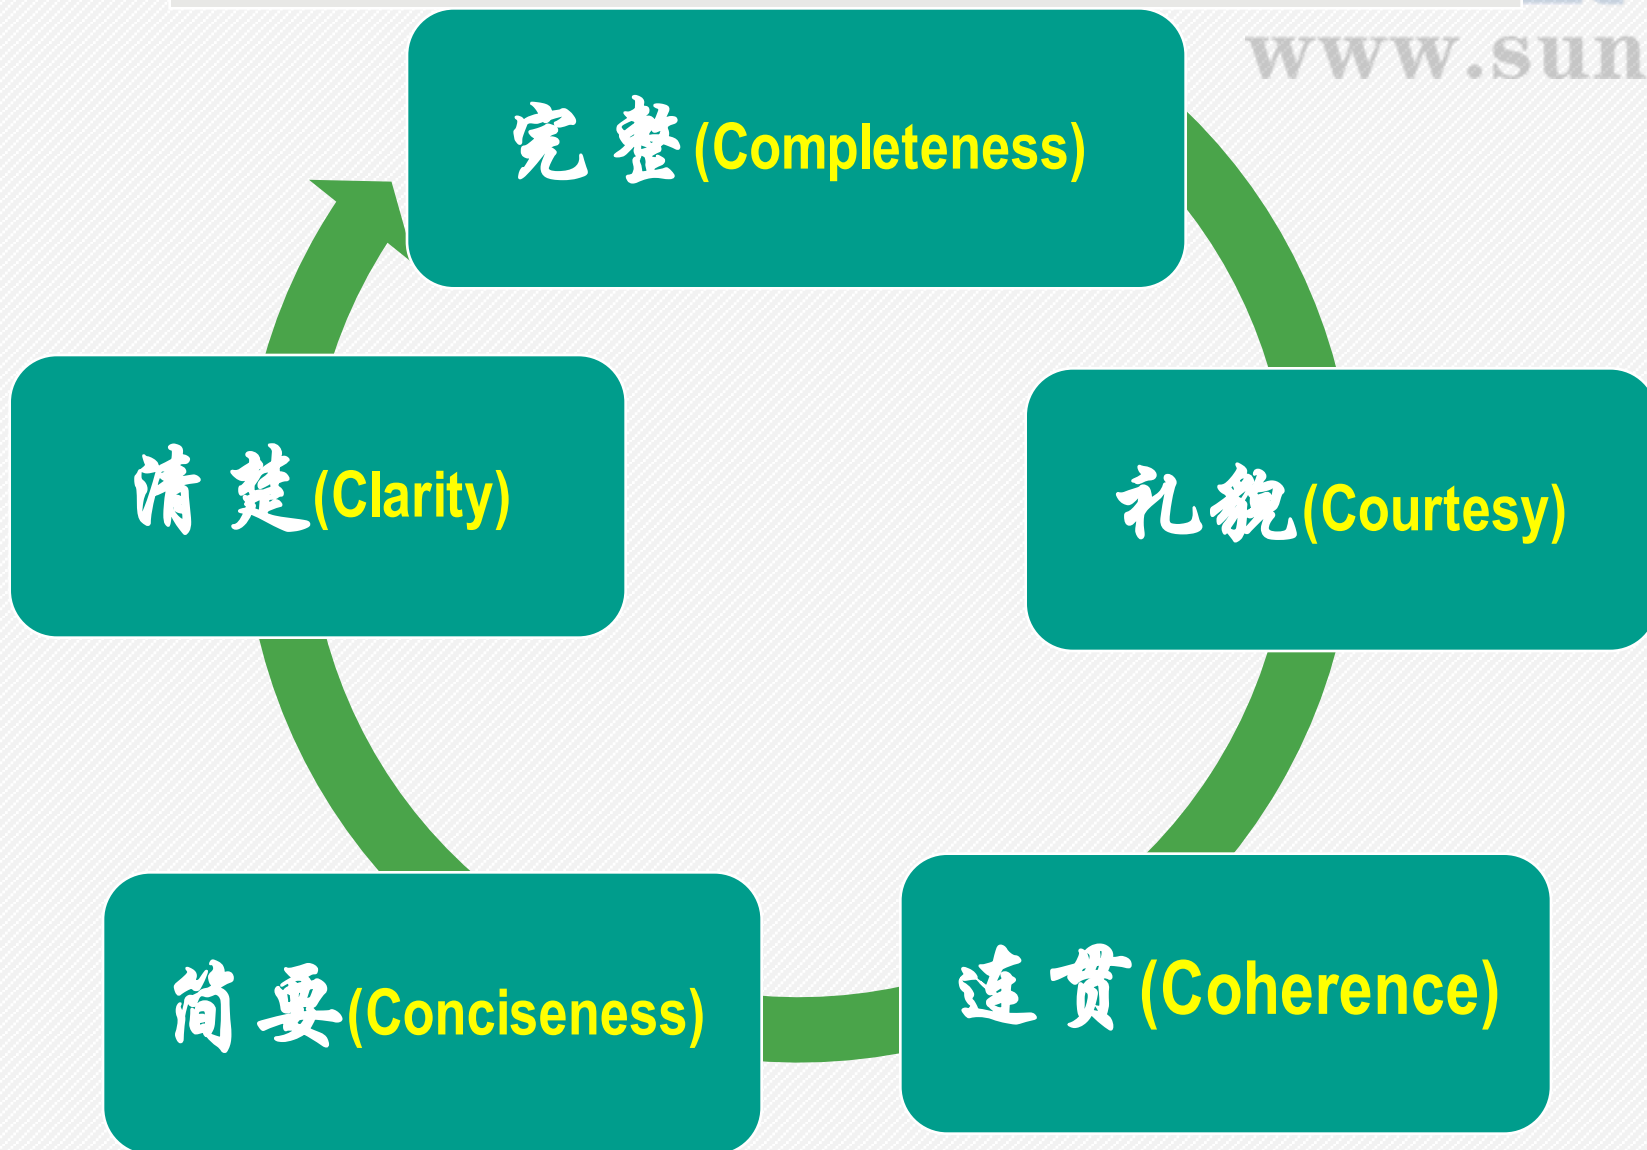 www.sun
完 整(Completeness)
清 楚(Clarity)
礼 貌(Courtesy)
简 要(Conciseness)
连 贯(Coherence)